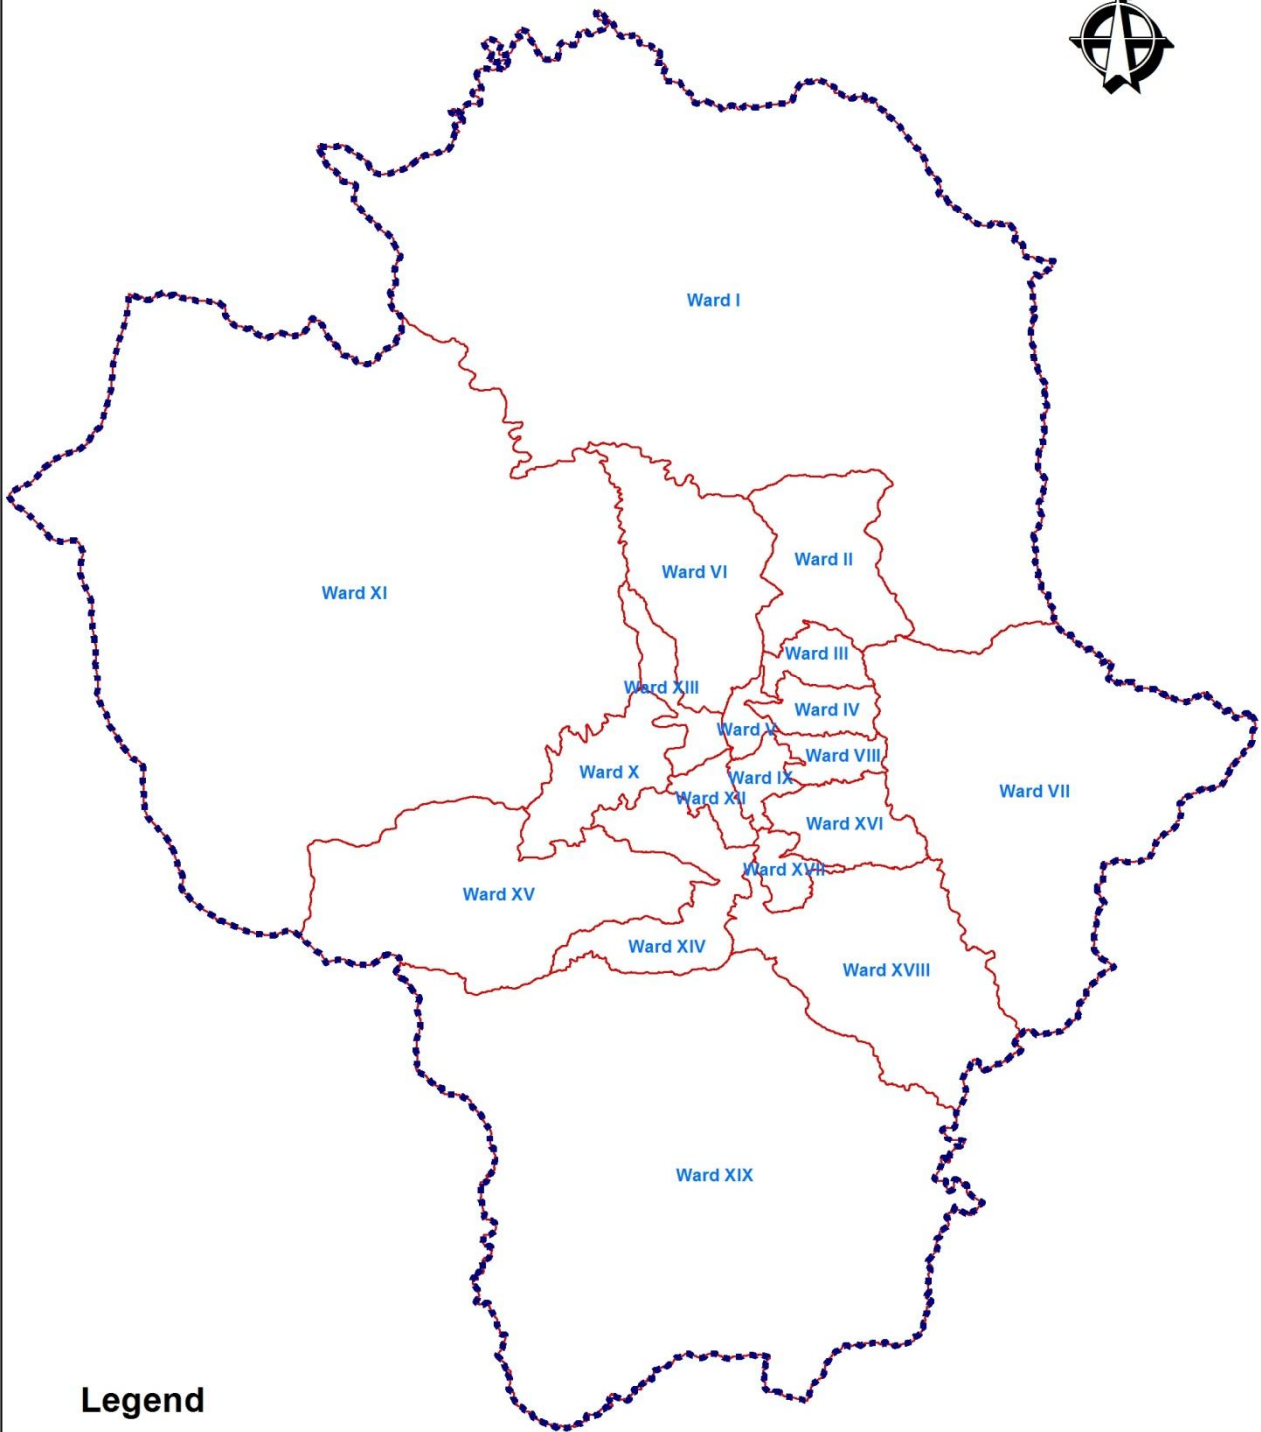 Ward I
Ward II
Ward VI
Ward XI
Ward III
Ward XIII
Ward IV
Ward V
Ward VIII
Ward X
Ward IX
Ward VII
Ward XII
Ward XVI
Ward XVII
Ward XV
Ward XIV
Ward XVIII
Ward XIX
Legend